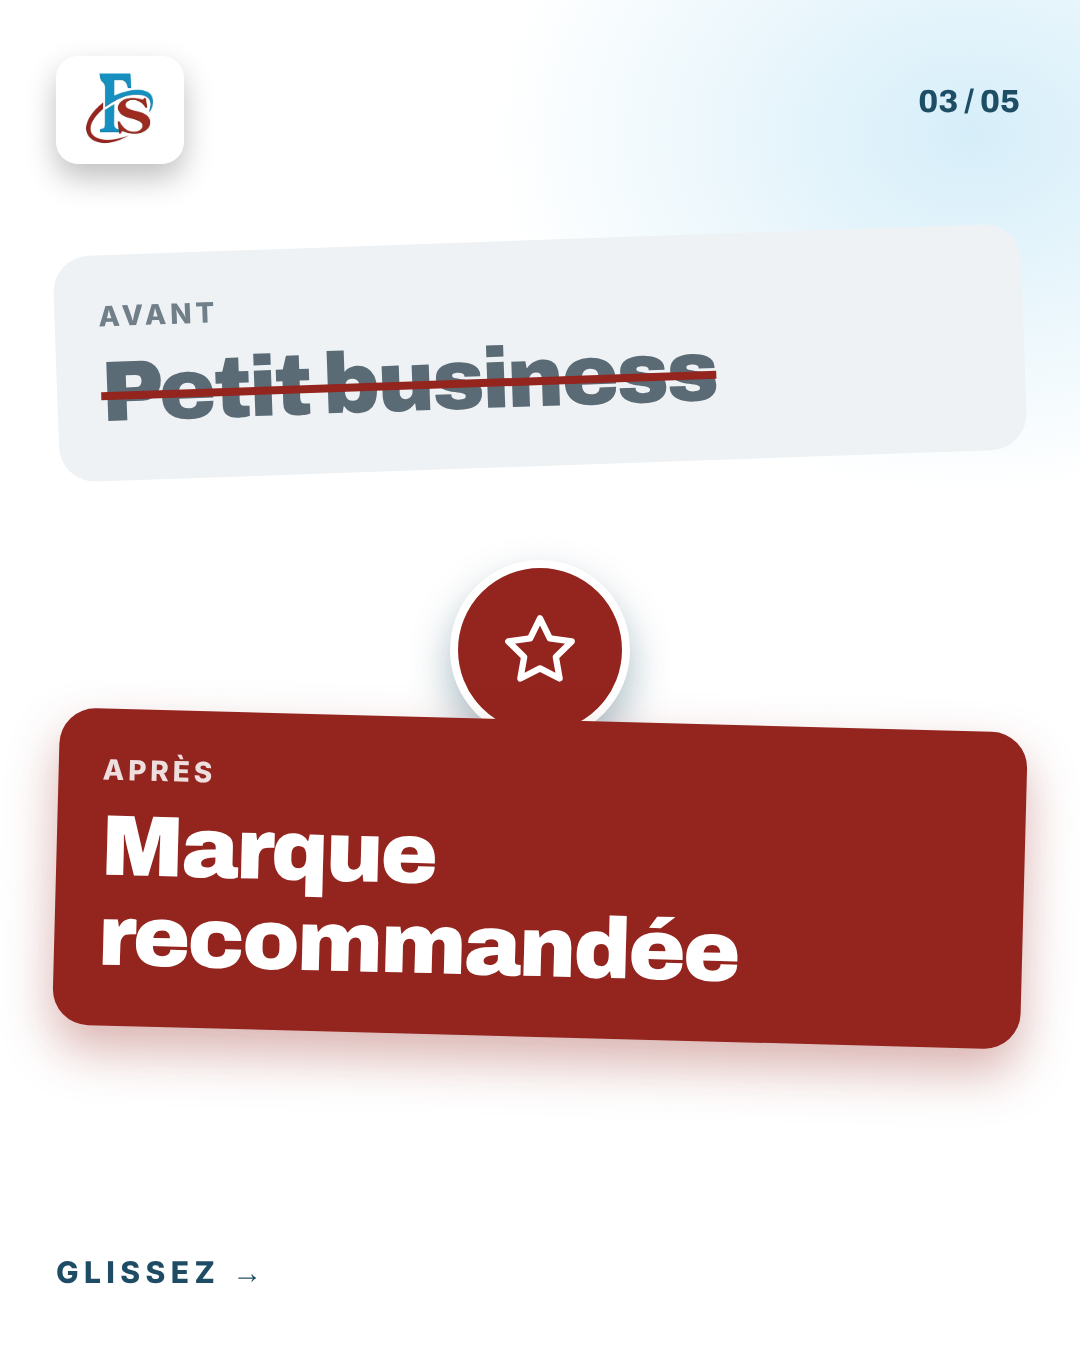 FS
03 / 05
AVANT
Petit business
APRÈS
Marque
recommandée
GLISSEZ →